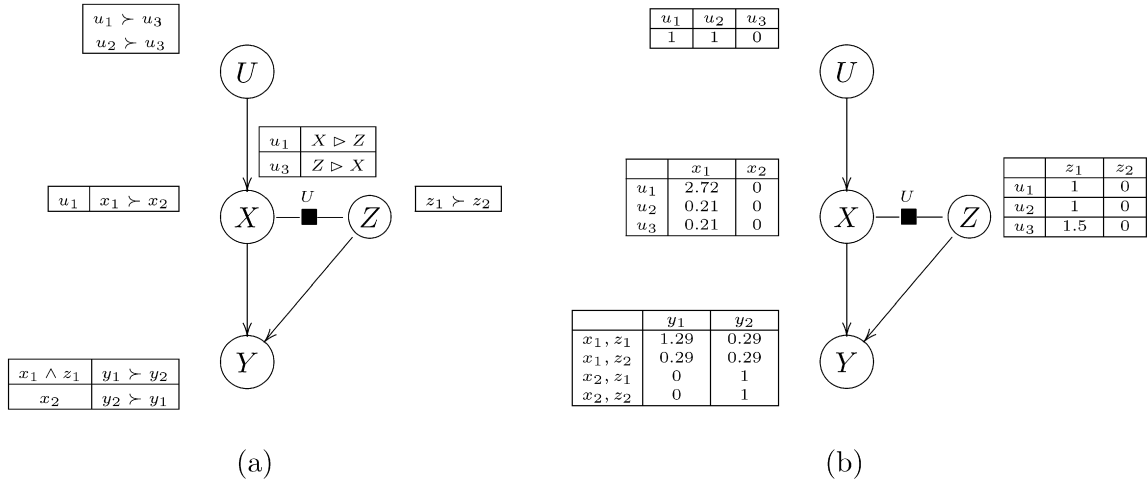 u1 ≻ u3
u2 ≻ u3
U
u1 X ▷ Z
u3 Z ▷ X
u1 x1 ≻ x2
X
U
Z
z1 ≻ z2
x1 ∧ z1 y1 ≻ y2
x2 y2 ≻ y1
Y
(a)
u1 u2 u3
1 1 0
U
x1 x2
u1 2.72 0
u2 0.21 0
u3 0.21 0
X
U
Z
z1 z2
u1 1 0
u2 1 0
u3 1.5 0
y1 y2
x1, z1 1.29 0.29
x1, z2 0.29 0.29
x2, z1 0 1
x2, z2 0 1
Y
(b)